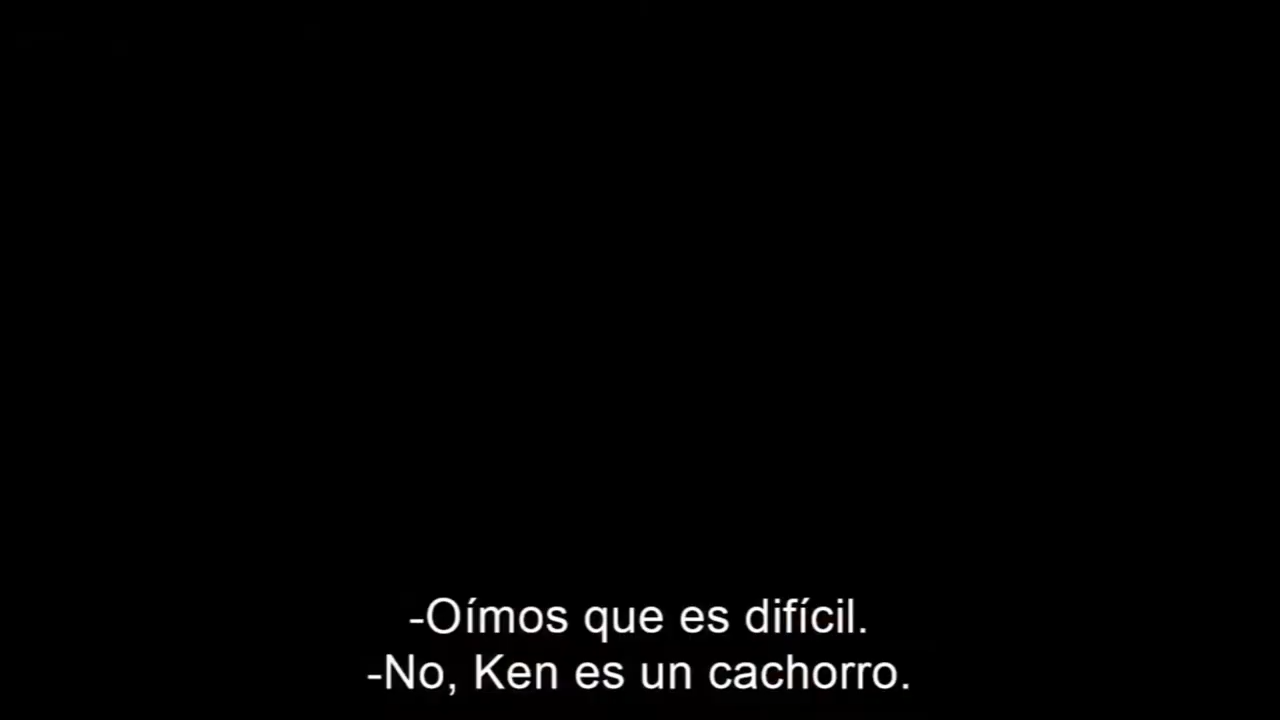 -Oímos que es difícil.
-No, Ken es un cachorro.